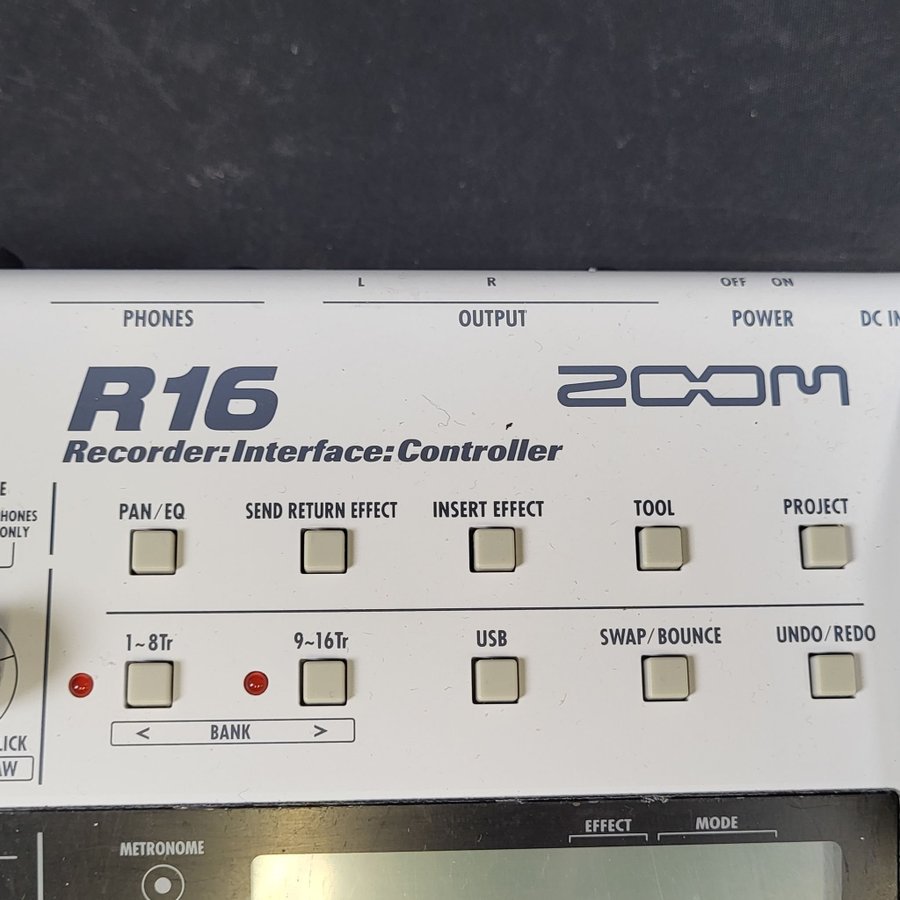 L R OFF ON
PHONES OUTPUT POWER DC IN
R16 ZOOM
Recorder:Interface:Controller
PAN/EQ SEND RETURN EFFECT INSERT EFFECT TOOL PROJECT
ONLY
1~8Tr 9~16Tr USB SWAP/BOUNCE UNDO/REDO
< BANK >
EFFECT MODE
METRONOME